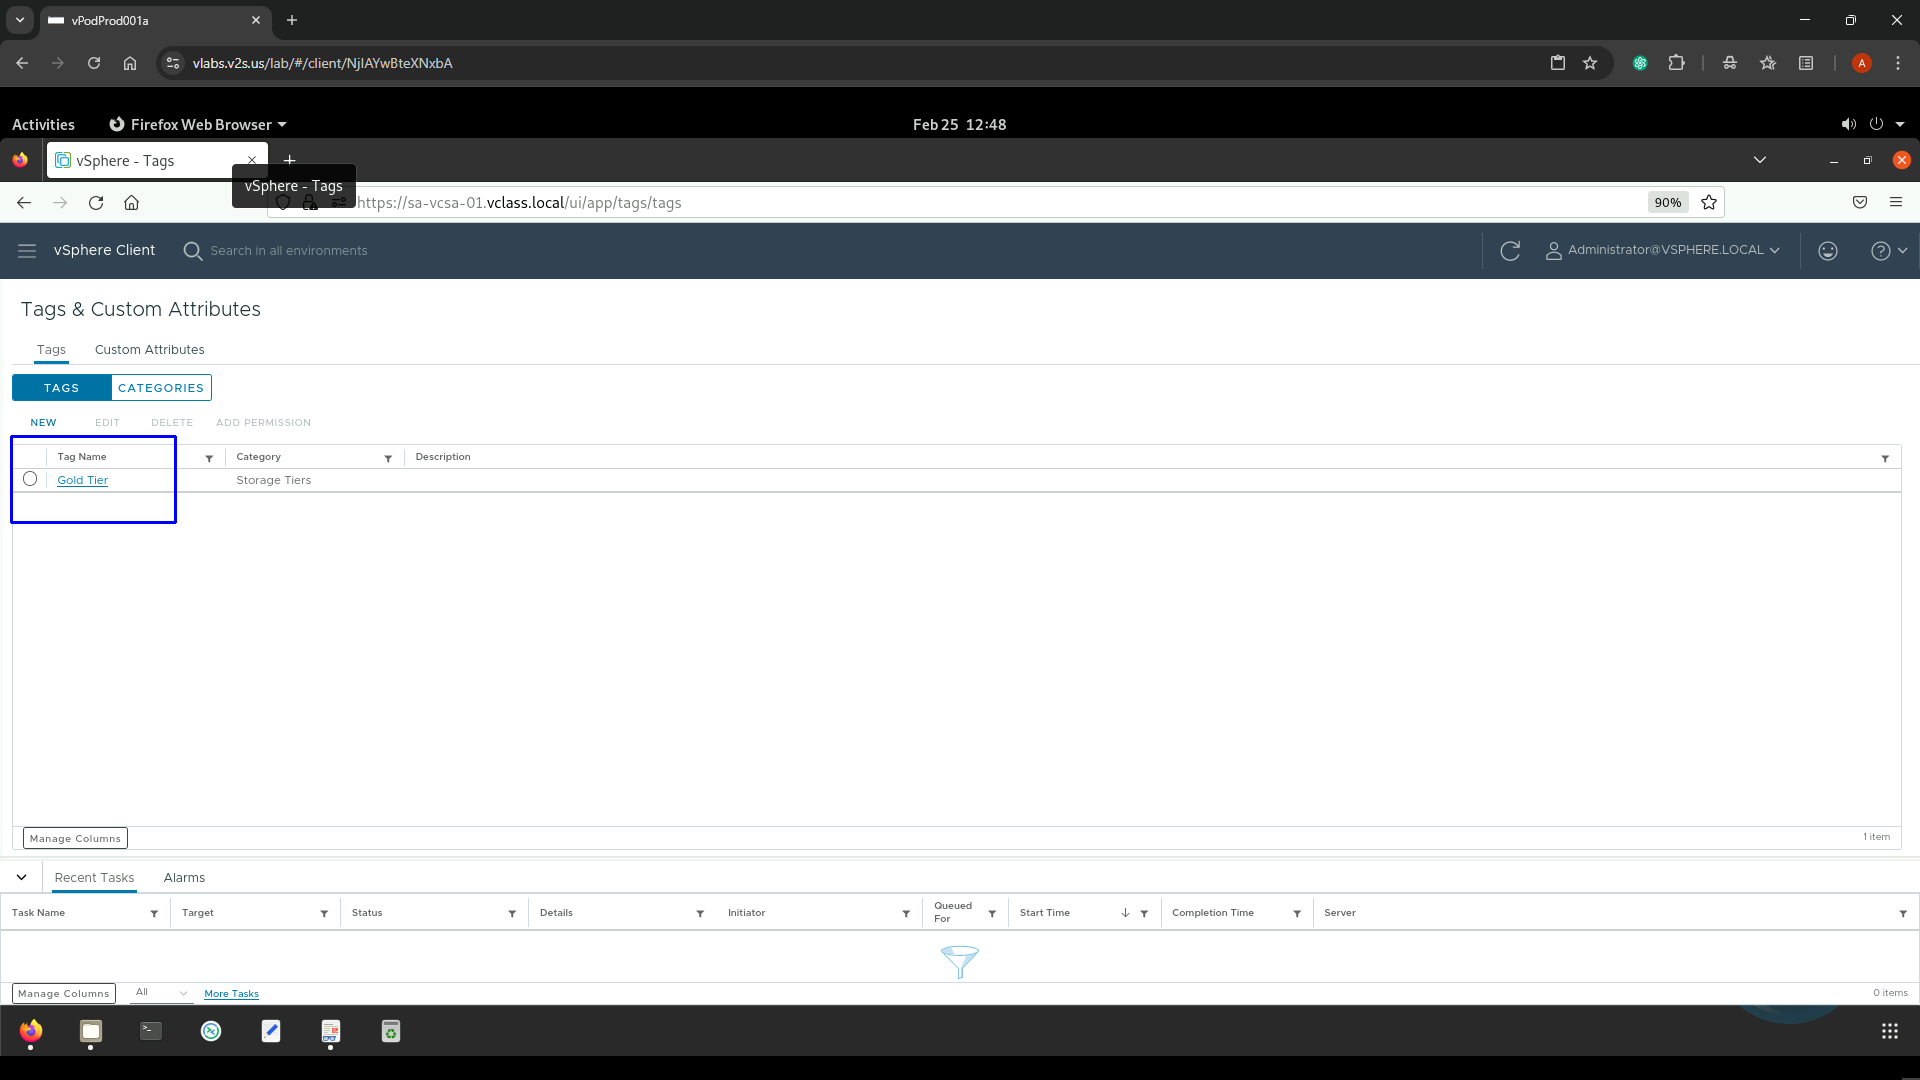 vPodProd001a
vlabs.v2s.us/lab/#/client/NjIAYwBteXNxbA
A
Activities
Firefox Web Browser
Feb 25 12:48
vSphere - Tags
vSphere - Tags
https://sa-vcsa-01.vclass.local/ui/app/tags/tags
90%
vSphere Client
Search in all environments
Administrator@VSPHERE.LOCAL
Tags & Custom Attributes
Tags
Custom Attributes
TAGS
CATEGORIES
NEW
EDIT
DELETE
ADD PERMISSION
Tag Name
Category
Description
Gold Tier
Storage Tiers
Manage Columns
1 item
Recent Tasks
Alarms
Task Name
Target
Status
Details
Initiator
Queued
For
Start Time
Completion Time
Server
Manage Columns
All
More Tasks
0 items